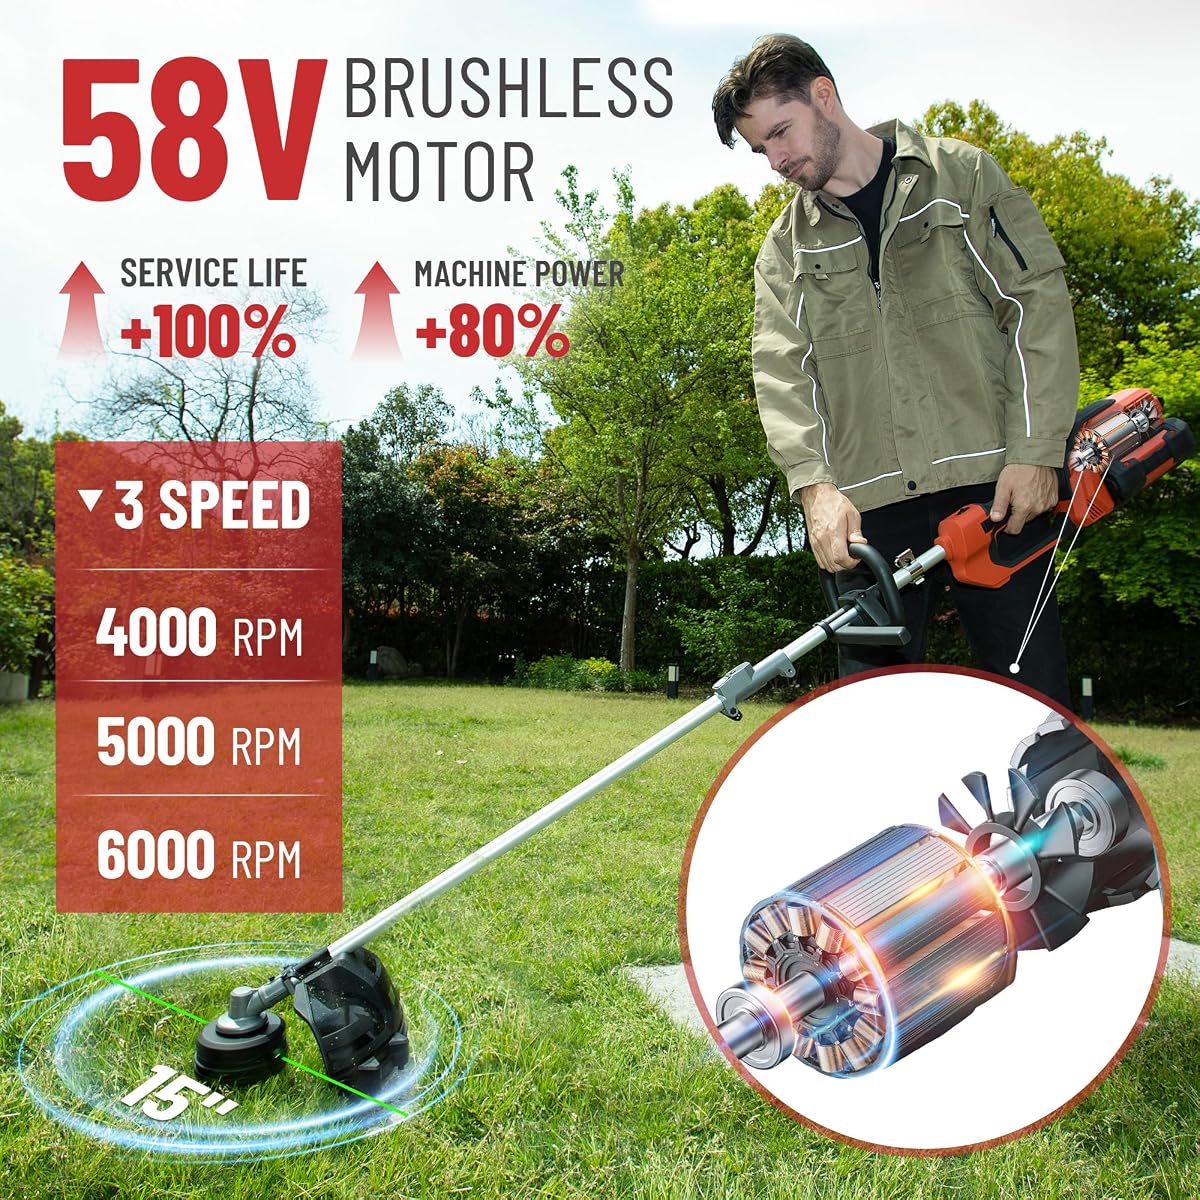 58V BRUSHLESS
MOTOR
SERVICE LIFE
+100%
MACHINE POWER
+80%
▼3 SPEED
4000 RPM
5000 RPM
6000 RPM
15"